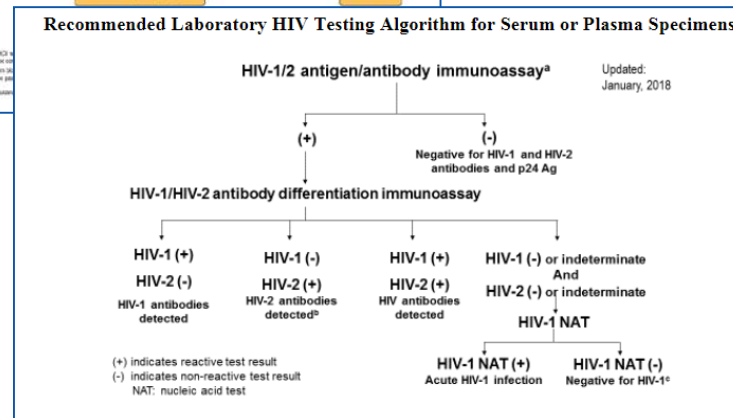 Recommended Laboratory HIV Testing Algorithm for Serum or Plasma Specimens
HIV-1/2 antigen/antibody immunoassayᵃ
Updated:
January, 2018
(+)
(-)
Negative for HIV-1 and HIV-2
antibodies and p24 Ag
HIV-1/HIV-2 antibody differentiation immunoassay
HIV-1 (+)
HIV-2 (-)
HIV-1 antibodies
detected
HIV-1 (-)
HIV-2 (+)
HIV-2 antibodies
detectedᵇ
HIV-1 (+)
HIV-2 (+)
HIV antibodies
detected
HIV-1 (-) or indeterminate
And
HIV-2 (-) or indeterminate
HIV-1 NAT
HIV-1 NAT (+)
Acute HIV-1 infection
HIV-1 NAT (-)
Negative for HIV-1ᶜ
(+) indicates reactive test result
(-) indicates non-reactive test result
NAT: nucleic acid test